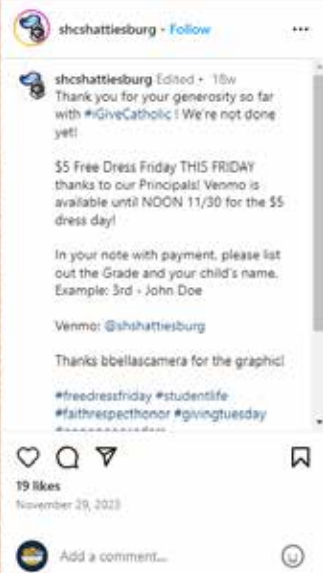 shcshattiesburg • Follow
shcshattiesburg Edited • 18w
Thank you for your generosity so far
with #iGiveCatholic ! We're not done
yet!
$5 Free Dress Friday THIS FRIDAY
thanks to our Principals! Venmo is
available until NOON 11/30 for the $5
dress day!
In your note with payment, please list
out the Grade and your child's name.
Example: 3rd - John Doe
Venmo: @shshattiesburg
Thanks bbellascamera for the graphic!
#freedressfriday #studentlife
#faithrespecthonor #givingtuesday
19 likes
November 29, 2023
Add a comment...